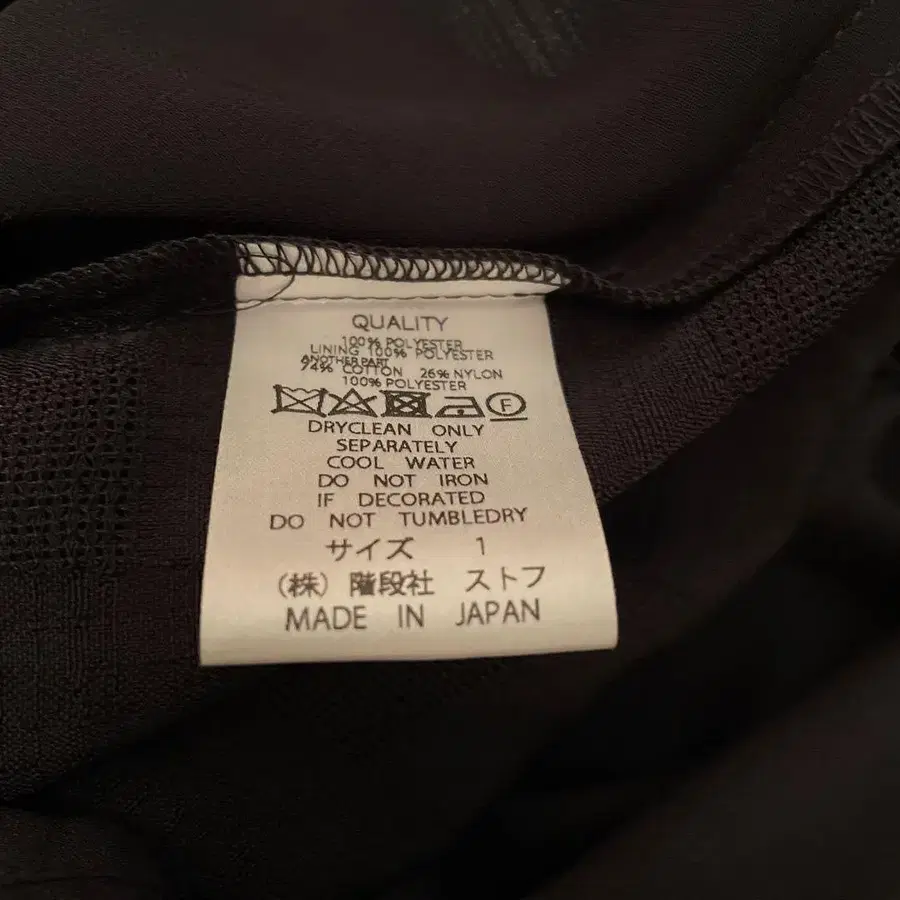 QUALITY
100% POLYESTER
LINING 100% POLYESTER
ANOTHER PART
74% COTTON 26% NYLON
100% POLYESTER
F
DRYCLEAN ONLY
SEPARATELY
COOL WATER
DO NOT IRON
IF DECORATED
DO NOT TUMBLEDRY
サイズ 1
(株) 階段社 ストフ
MADE IN JAPAN